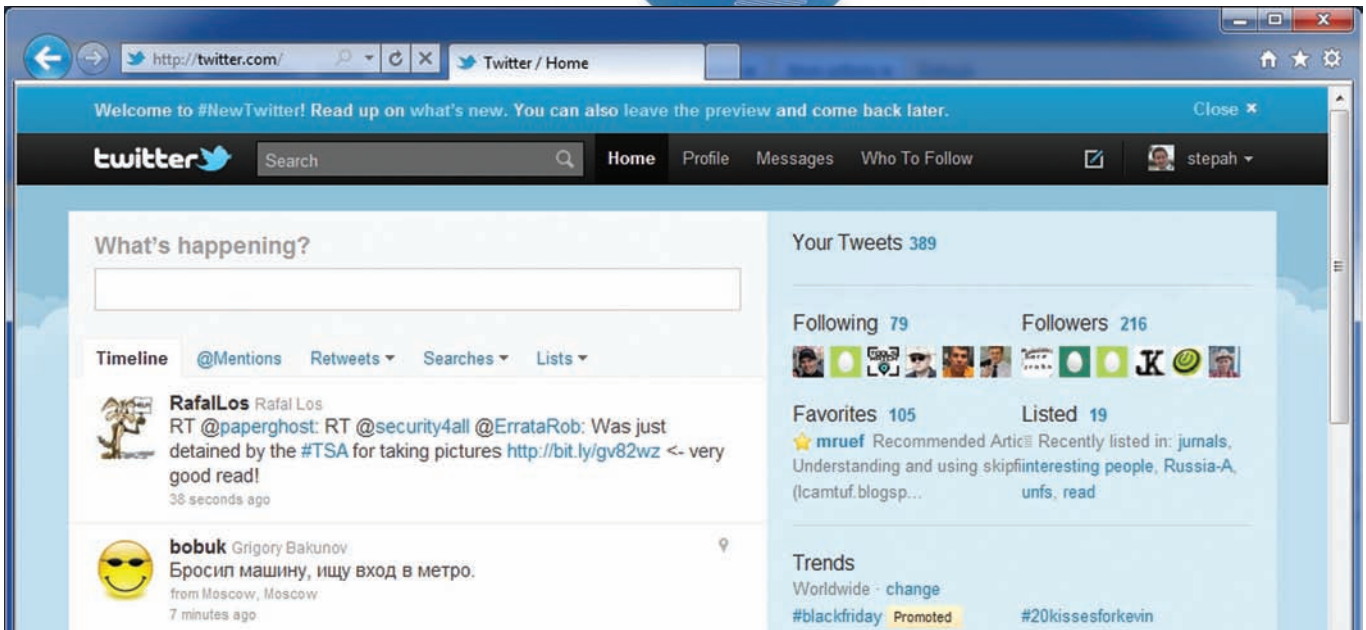 http://twitter.com/
Twitter / Home
Welcome to #NewTwitter! Read up on what's new. You can also leave the preview and come back later.
Close ×
twitter
Search
Home
Profile
Messages
Who To Follow
stepah
What's happening?
Timeline
@Mentions
Retweets
Searches
Lists
RafalLos Rafal Los
RT @paperghost: RT @security4all @ErrataRob: Was just
detained by the #TSA for taking pictures http://bit.ly/gv82wz <- very
good read!
38 seconds ago
bobuk Grigory Bakunov
Бросил машину, ищу вход в метро.
from Moscow, Moscow
7 minutes ago
Your Tweets 389
Following 79
Followers 216
JK
Favorites 105
mruef Recommended Artic
Understanding and using skipfi
(lcamtuf.blogsp...
Listed 19
Recently listed in: jurnals,
interesting people, Russia-A,
unfs, read
Trends
Worldwide · change
#blackfriday Promoted
#20kissesforkevin